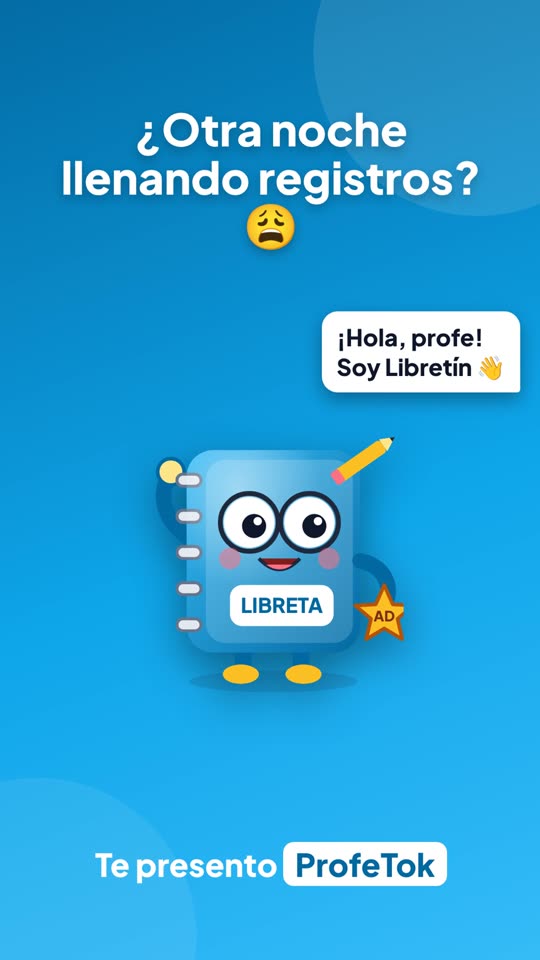 ¿Otra noche
llenando registros?
😩
¡Hola, profe!
Soy Libretín 👋
LIBRETA
AD
Te presento ProfeTok